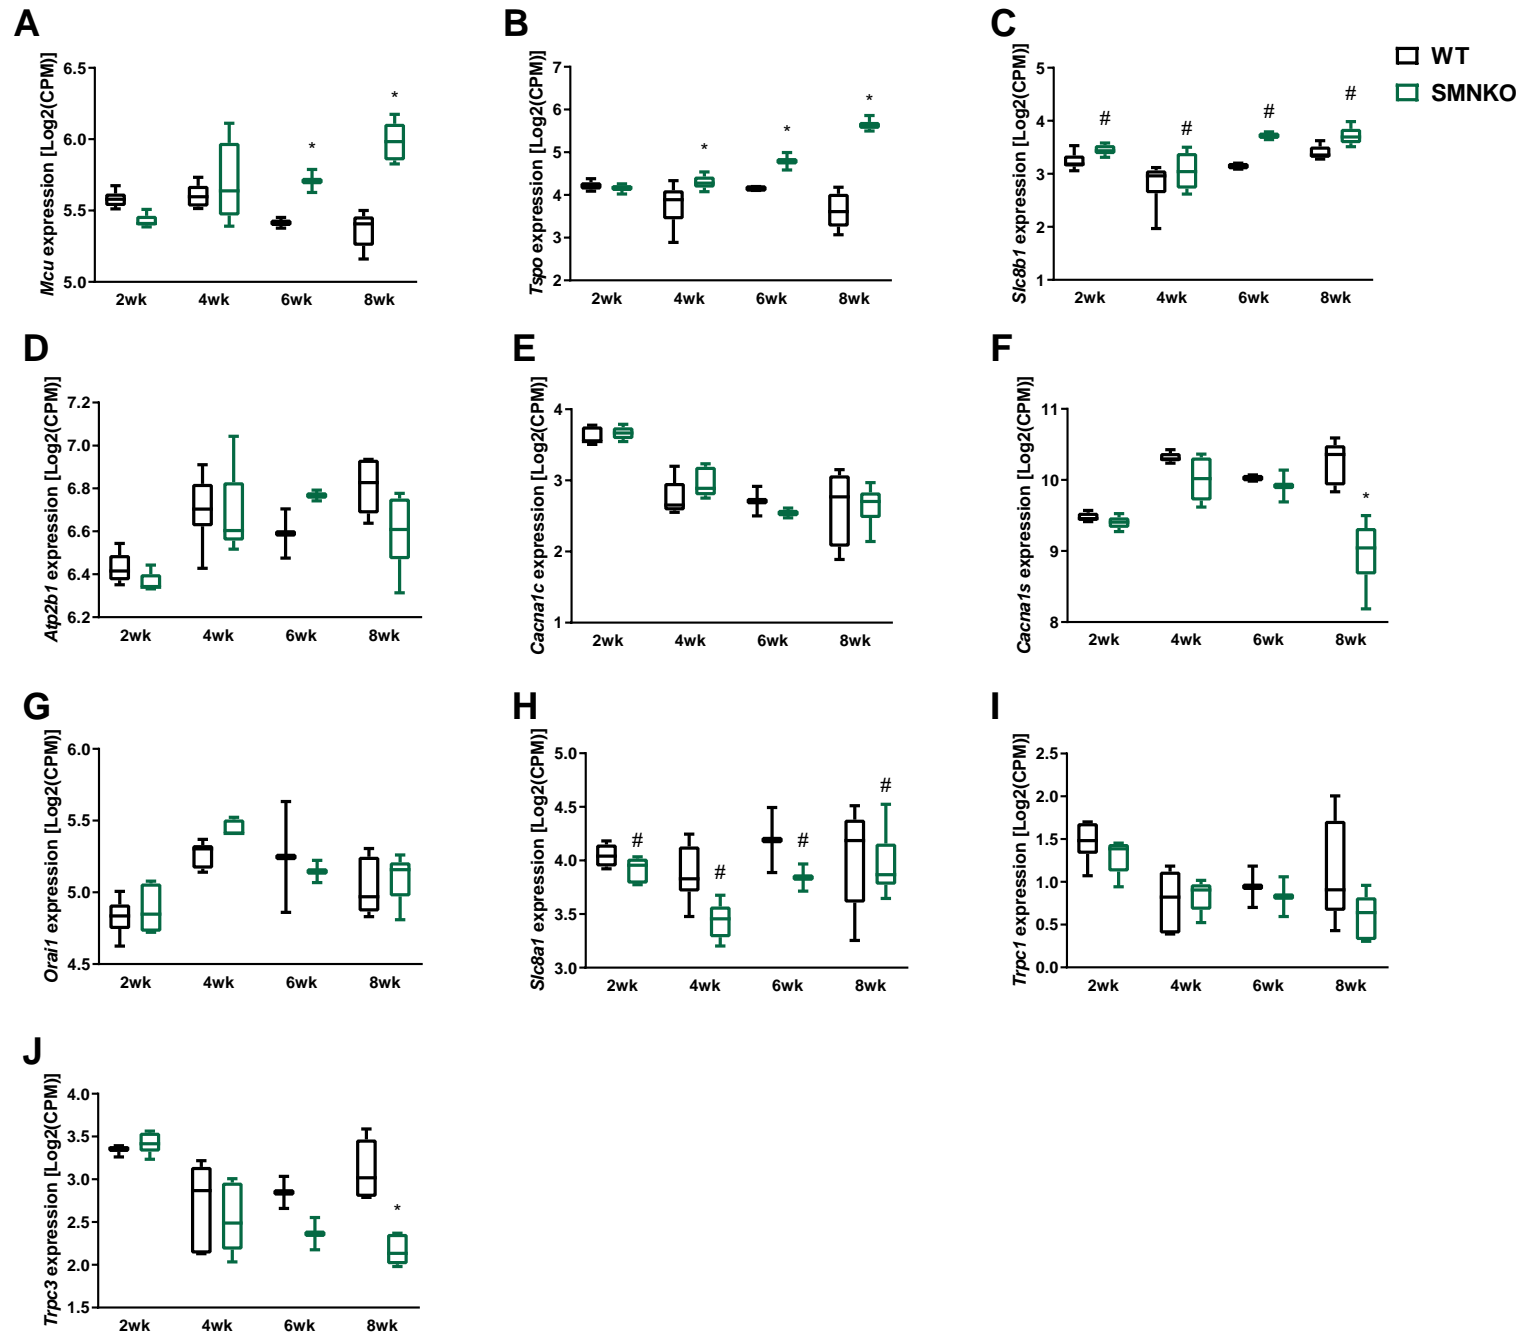 A
B
C
WT
SMNKO
Mcu expression [Log2(CPM)]
6.5
6.0
5.5
5.0
*
*
2wk 4wk 6wk 8wk
Tspo expression [Log2(CPM)]
7
6
5
4
3
2
*
*
*
2wk 4wk 6wk 8wk
Slc8b1 expression [Log2(CPM)]
5
4
3
2
1
#
#
#
#
2wk 4wk 6wk 8wk
D
E
F
Atp2b1 expression [Log2(CPM)]
7.2
7.0
6.8
6.6
6.4
6.2
2wk 4wk 6wk 8wk
Cacna1c expression [Log2(CPM)]
4
3
2
1
2wk 4wk 6wk 8wk
Cacna1s expression [Log2(CPM)]
11
10
9
8
*
2wk 4wk 6wk 8wk
G
H
I
Orai1 expression [Log2(CPM)]
6.0
5.5
5.0
4.5
2wk 4wk 6wk 8wk
Slc8a1 expression [Log2(CPM)]
5.0
4.5
4.0
3.5
3.0
#
#
#
#
2wk 4wk 6wk 8wk
Trpc1 expression [Log2(CPM)]
2.5
2.0
1.5
1.0
0.5
0.0
2wk 4wk 6wk 8wk
J
Trpc3 expression [Log2(CPM)]
4.0
3.5
3.0
2.5
2.0
1.5
*
2wk 4wk 6wk 8wk